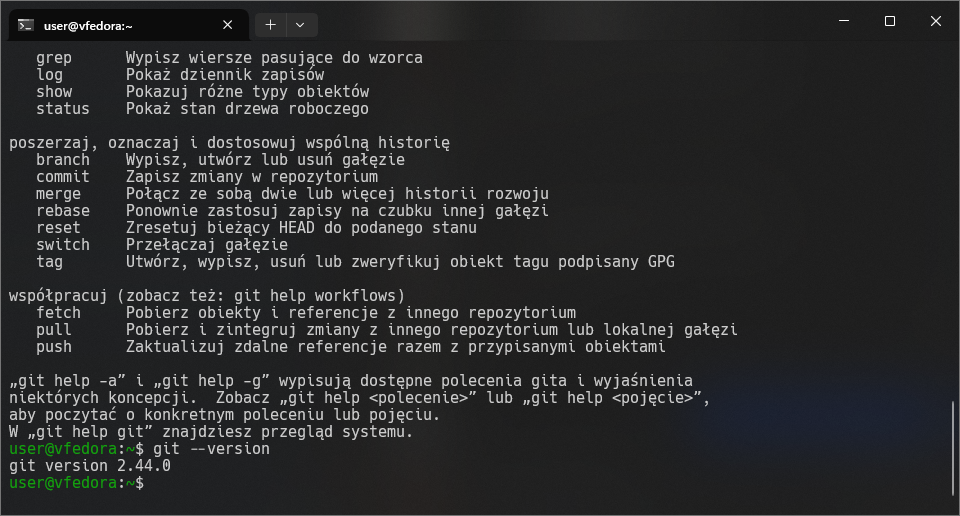 user@vfedora:~
grep      Wypisz wiersze pasujące do wzorca
log       Pokaż dziennik zapisów
show      Pokazuj różne typy obiektów
status    Pokaż stan drzewa roboczego
poszerzaj, oznaczaj i dostosowuj wspólną historię
branch    Wypisz, utwórz lub usuń gałęzie
commit    Zapisz zmiany w repozytorium
merge     Połącz ze sobą dwie lub więcej historii rozwoju
rebase    Ponownie zastosuj zapisy na czubku innej gałęzi
reset     Zresetuj bieżący HEAD do podanego stanu
switch    Przełączaj gałęzie
tag       Utwórz, wypisz, usuń lub zweryfikuj obiekt tagu podpisany GPG
współpracuj (zobacz też: git help workflows)
fetch     Pobierz obiekty i referencje z innego repozytorium
pull      Pobierz i zintegruj zmiany z innego repozytorium lub lokalnej gałęzi
push      Zaktualizuj zdalne referencje razem z przypisanymi obiektami
„git help -a” i „git help -g” wypisują dostępne polecenia gita i wyjaśnienia
niektórych koncepcji.  Zobacz „git help <polecenie>” lub „git help <pojęcie>”,
aby poczytać o konkretnym poleceniu lub pojęciu.
W „git help git” znajdziesz przegląd systemu.
user@vfedora:~$ git --version
git version 2.44.0
user@vfedora:~$